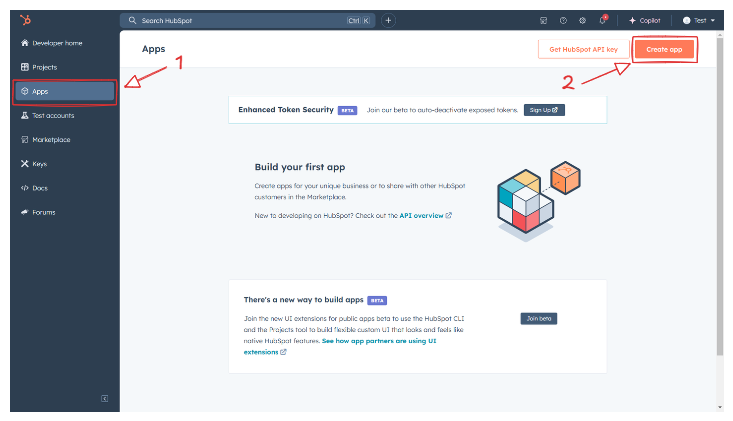 Search HubSpot
Ctrl K
+
1
Copilot
Test
Developer home
Projects
Apps
Test accounts
Marketplace
Keys
Docs
Forums
1
Apps
Get HubSpot API key
Create app
2
Enhanced Token Security BETA Join our beta to auto-deactivate exposed tokens. Sign Up
Build your first app
Create apps for your unique business or to share with other HubSpot
customers in the Marketplace.
New to developing on HubSpot? Check out the API overview
There's a new way to build apps BETA
Join the new UI extensions for public apps beta to use the HubSpot CLI
and the Projects tool to build flexible custom UI that looks and feels like
native HubSpot features. See how app partners are using UI
extensions
Join beta